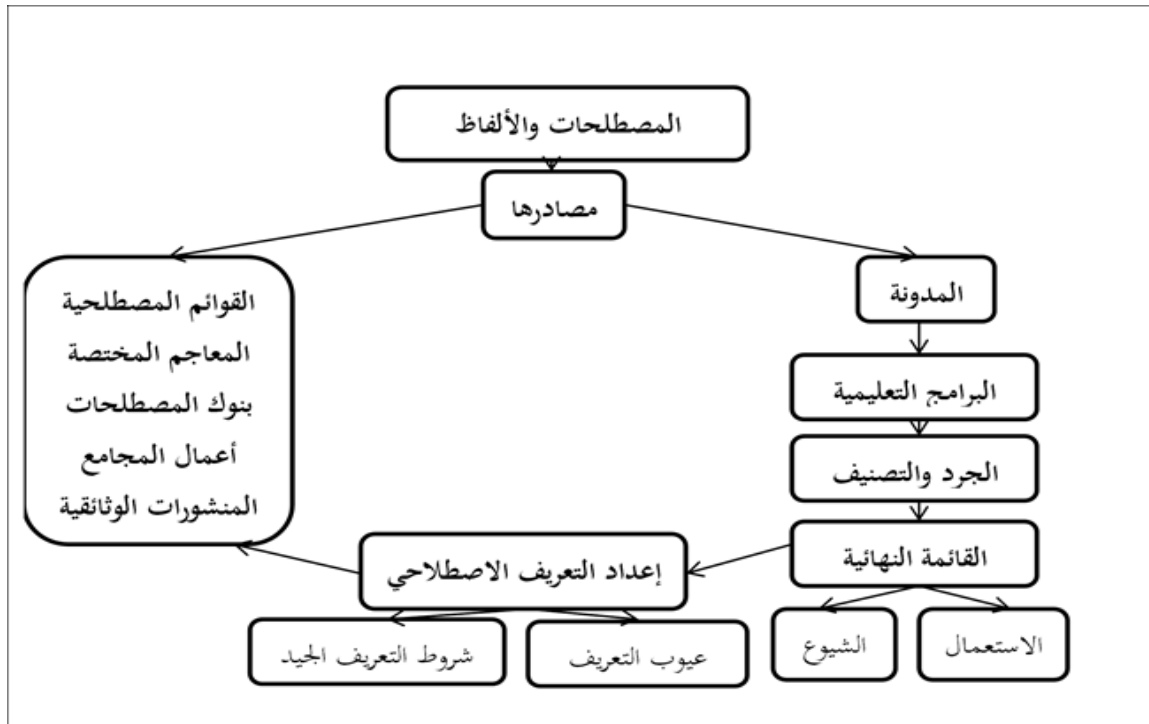 المصطلحات والألفاظ
مصادرها
المدونة
القوائم المصطلحية
المعاجم المختصة
بنوك المصطلحات
أعمال المجامع
المنشورات الوثائقية
البرامج التعليمية
الجرد والتصنيف
القائمة النهائية
إعداد التعريف الاصطلاحي
الاستعمال
الشيوع
عيوب التعريف
شروط التعريف الجيد